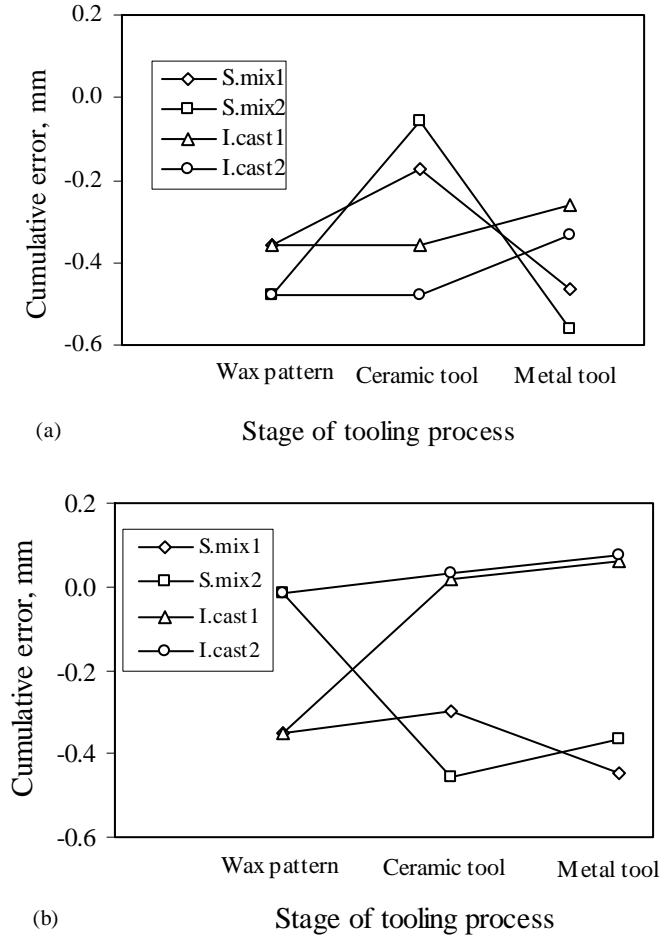 0.2
0.0
-0.2
-0.4
-0.6
Cumulative error, mm
S.mix1
S.mix2
I.cast1
I.cast2
Wax pattern Ceramic tool Metal tool
(a) Stage of tooling process
0.2
0.0
-0.2
-0.4
-0.6
Cumulative error, mm
S.mix1
S.mix2
I.cast1
I.cast2
Wax pattern Ceramic tool Metal tool
(b) Stage of tooling process